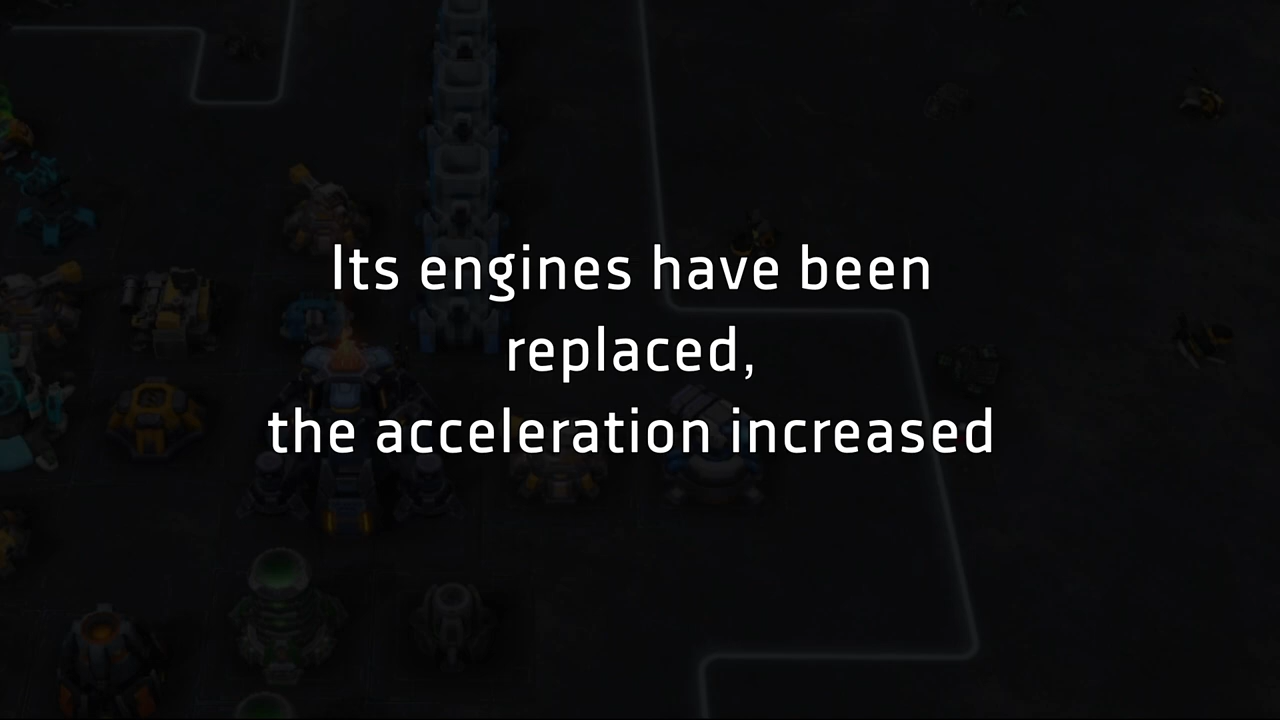 Its engines have been
replaced,
the acceleration increased